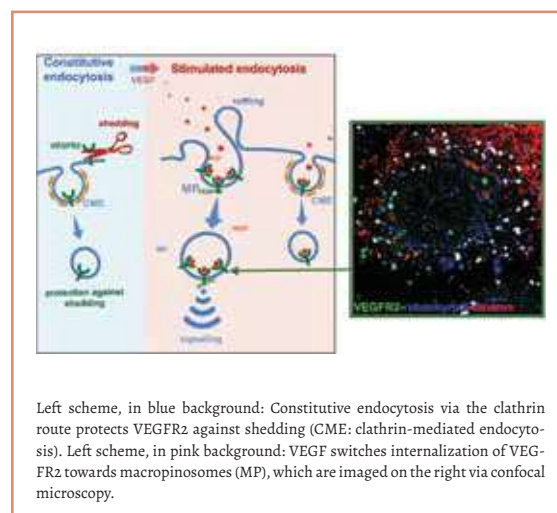 Constitutive endocytosis
VEGF
Stimulated endocytosis
shedding
ruffling
CME
MP
CME
protection against shedding
signalling
VEGFR2-
Left scheme, in blue background: Constitutive endocytosis via the clathrin
route protects VEGFR2 against shedding (CME: clathrin-mediated endocyto-
sis). Left scheme, in pink background: VEGF switches internalization of VEG-
FR2 towards macropinosomes (MP), which are imaged on the right via confocal
microscopy.